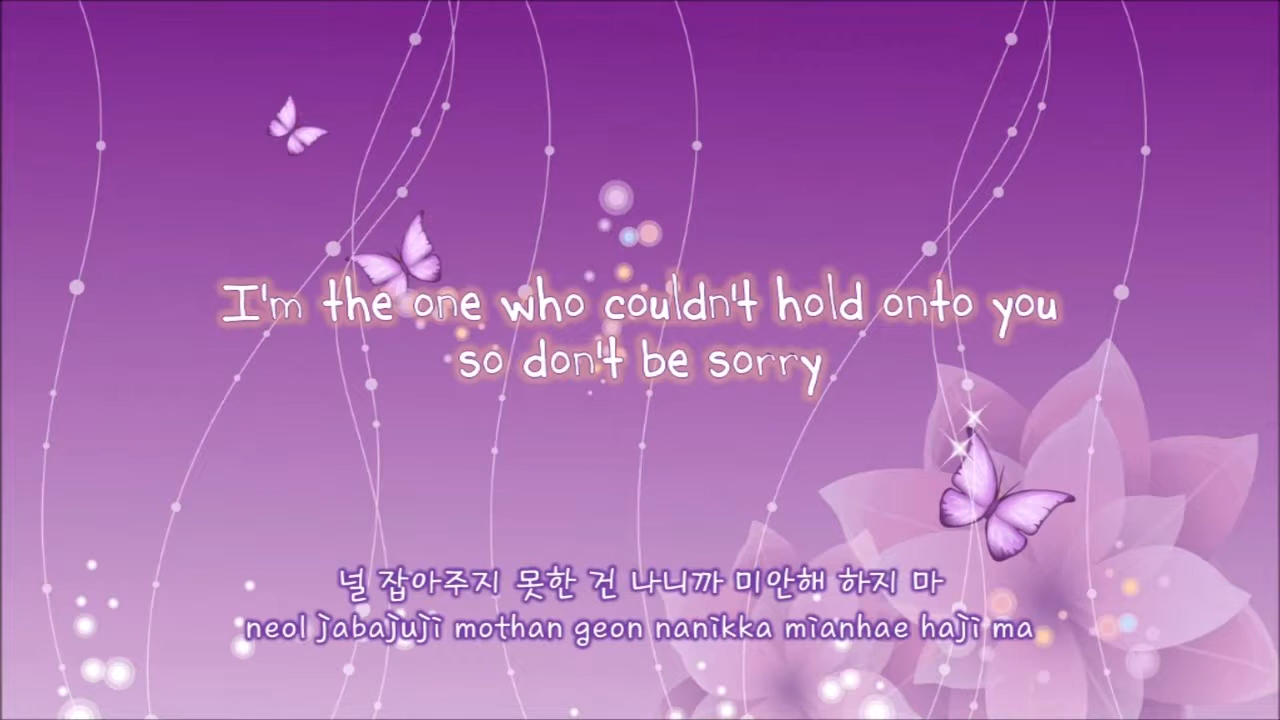 I'm the one who couldn't hold onto you
so don't be sorry
널 잡아주지 못한 건 나니까 미안해 하지 마
neol jabajuji mothan geon nanikka mianhae haji ma